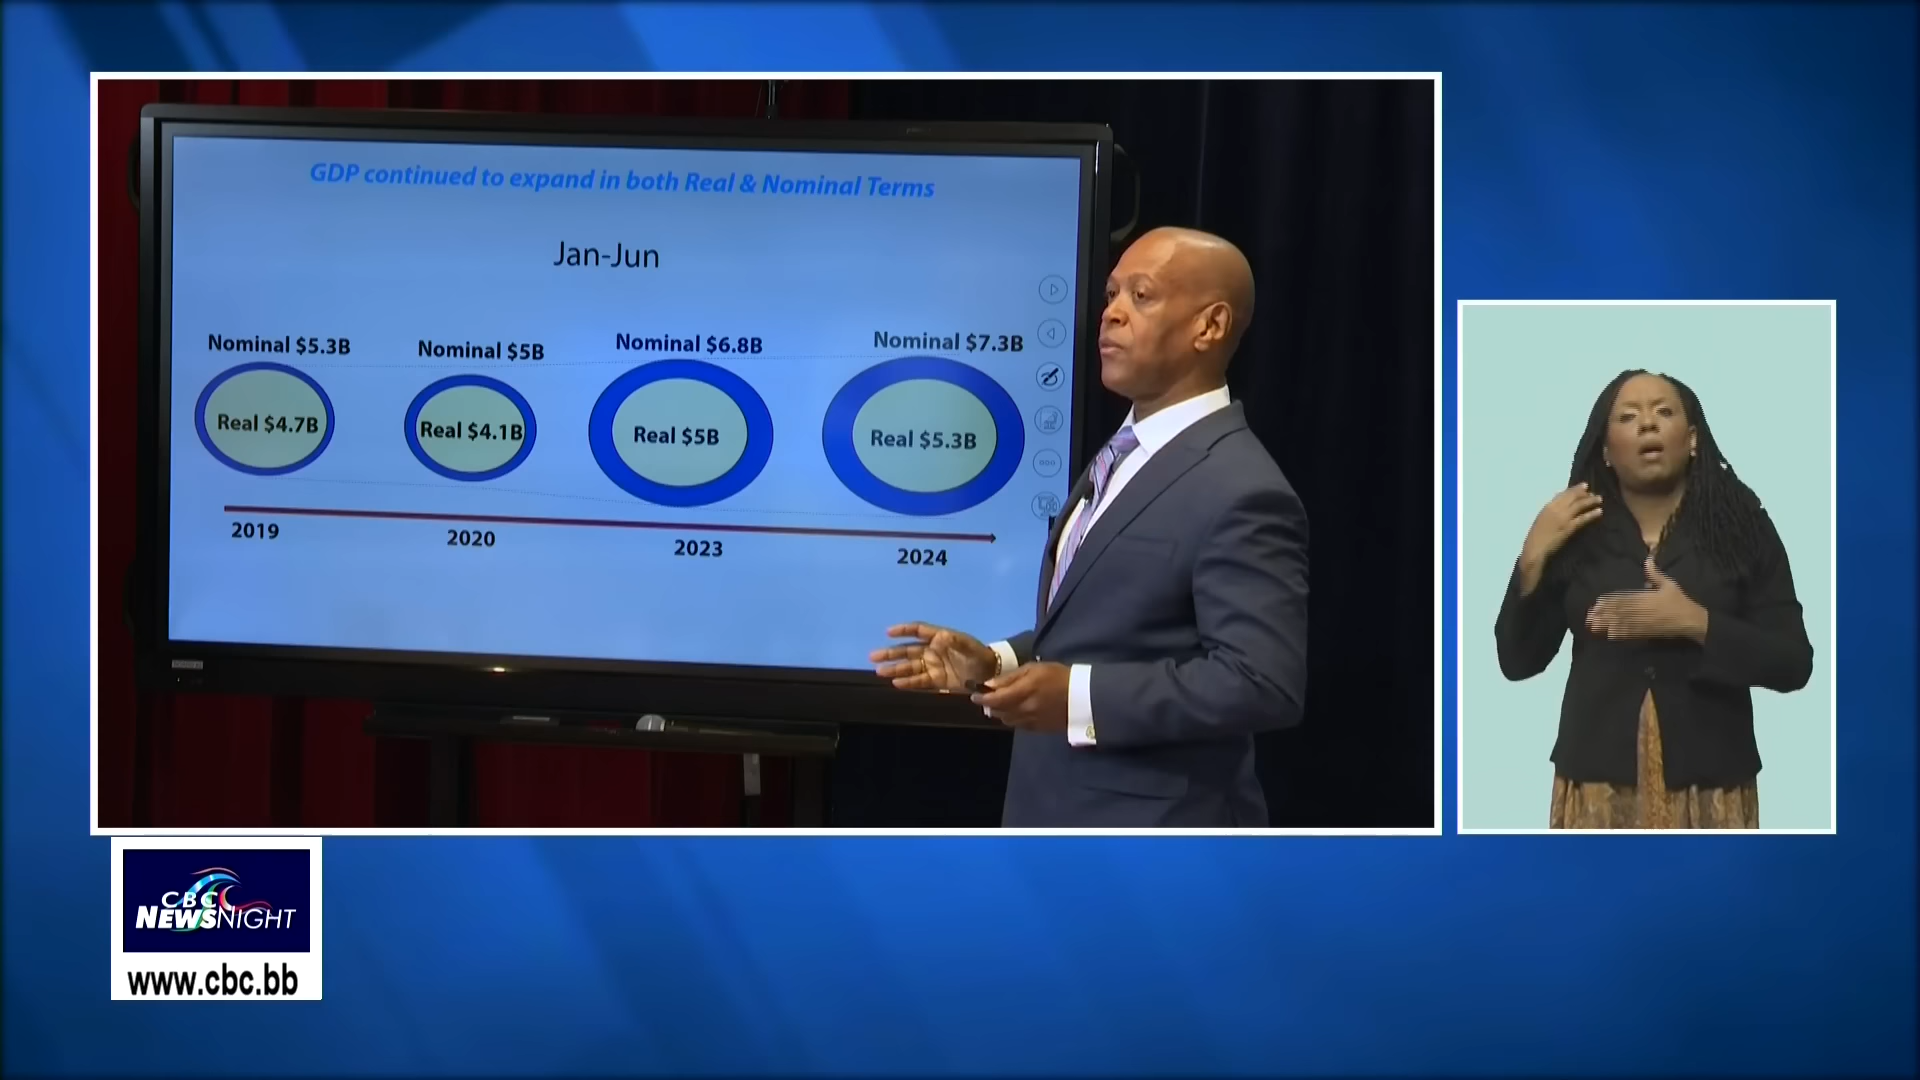 GDP continued to expand in both Real & Nominal Terms
Jan-Jun
Nominal $5.3B
Nominal $5B
Nominal $6.8B
Nominal $7.3B
Real $4.7B
Real $4.1B
Real $5B
Real $5.3B
2019
2020
2023
2024
CBC
NEWSNIGHT
www.cbc.bb